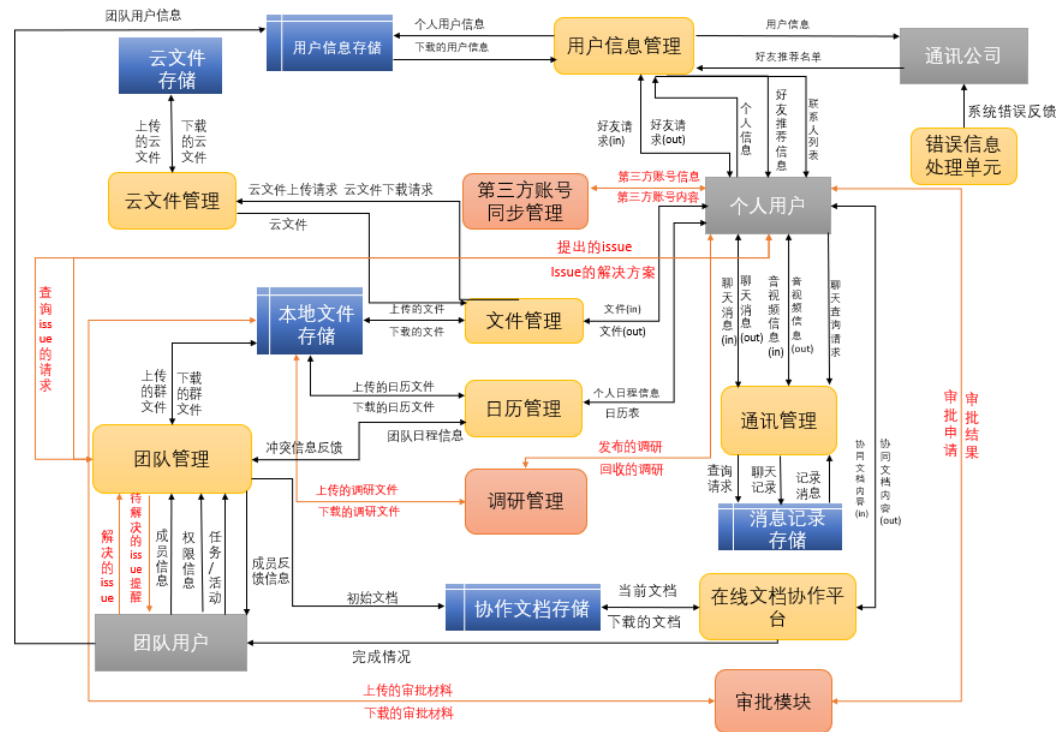 团队用户信息
个人用户信息
用户信息
用户信息存储
下载的用户信息
用户信息管理
好友推荐名单
通讯公司
云文件
存储
上传
的云
文件
下载
的云
文件
好友请
求(in)
好友请
求(out)
个人
信息
好友
推荐
信息
联系
人列
表
系统错误反馈
错误信息
处理单元
云文件管理
云文件上传请求
云文件下载请求
云文件
第三方账号
同步管理
第三方账号信息
第三方账号内容
个人用户
提出的issue
Issue的解决方案
查询
issue
的请求
本地文件
存储
上传的文件
下载的文件
文件管理
文件(in)
文件(out)
聊天消息
(in)
聊天消息
(out)
音视频信息
(in)
音视频信息
(out)
聊天查询请求
上传
的群
文件
下载
的群
文件
上传的日历文件
下载的日历文件
日历管理
个人日程信息
日历表
通讯管理
审批申请
审批结果
团队管理
冲突信息反馈
团队日程信息
发布的调研
回收的调研
协同文档内容
(in)
协同文档内容
(out)
上传的调研文件
下载的调研文件
调研管理
查询
请求
聊天
记录
记录
消息
消息记录
存储
解决的issue
待解决的issue提醒
成员信息
权限信息
任务/活动
成员反
馈信息
初始文档
协作文档存储
当前文档
下载的文档
在线文档协作平
台
团队用户
完成情况
上传的审批材料
下载的审批材料
审批模块